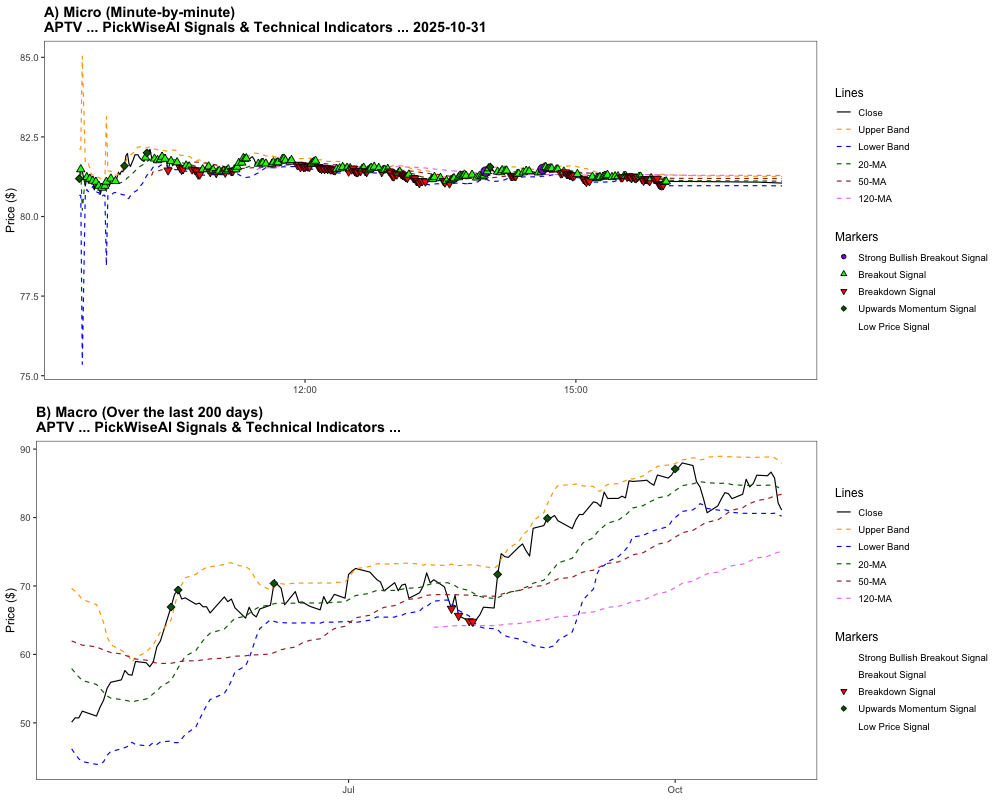 A) Micro (Minute-by-minute)
APTV ... PickWiseAI Signals & Technical Indicators ... 2025-10-31
Price ($)
85.0
82.5
80.0
77.5
75.0
12:00
15:00
Lines
Close
Upper Band
Lower Band
20-MA
50-MA
120-MA
Markers
Strong Bullish Breakout Signal
Breakout Signal
Breakdown Signal
Upwards Momentum Signal
Low Price Signal
B) Macro (Over the last 200 days)
APTV ... PickWiseAI Signals & Technical Indicators ...
Price ($)
90
80
70
60
50
Jul
Oct
Lines
Close
Upper Band
Lower Band
20-MA
50-MA
120-MA
Markers
Strong Bullish Breakout Signal
Breakout Signal
Breakdown Signal
Upwards Momentum Signal
Low Price Signal